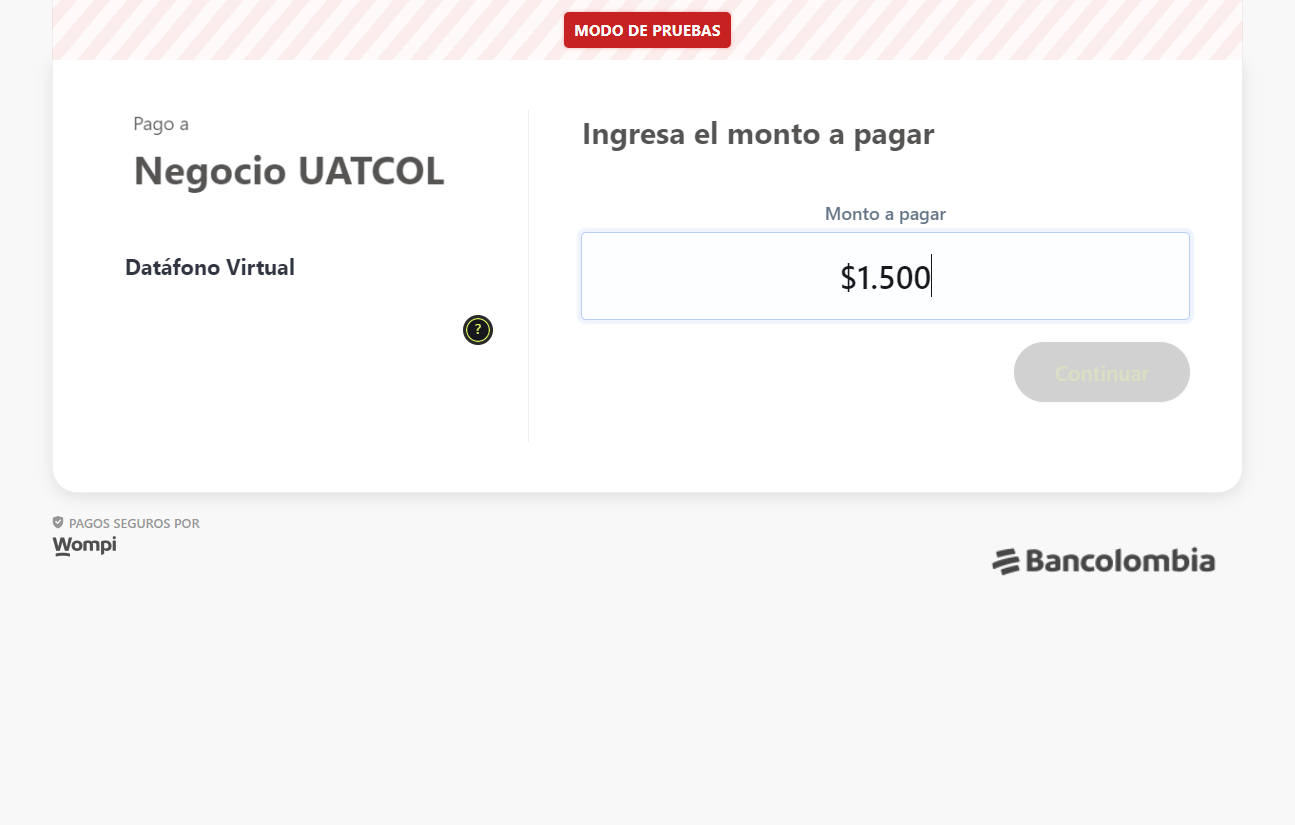 MODO DE PRUEBAS
Pago a
Negocio UATCOL
Datáfono Virtual
?
Ingresa el monto a pagar
Monto a pagar
$1.500
Continuar
PAGOS SEGUROS POR
Wompi
Bancolombia